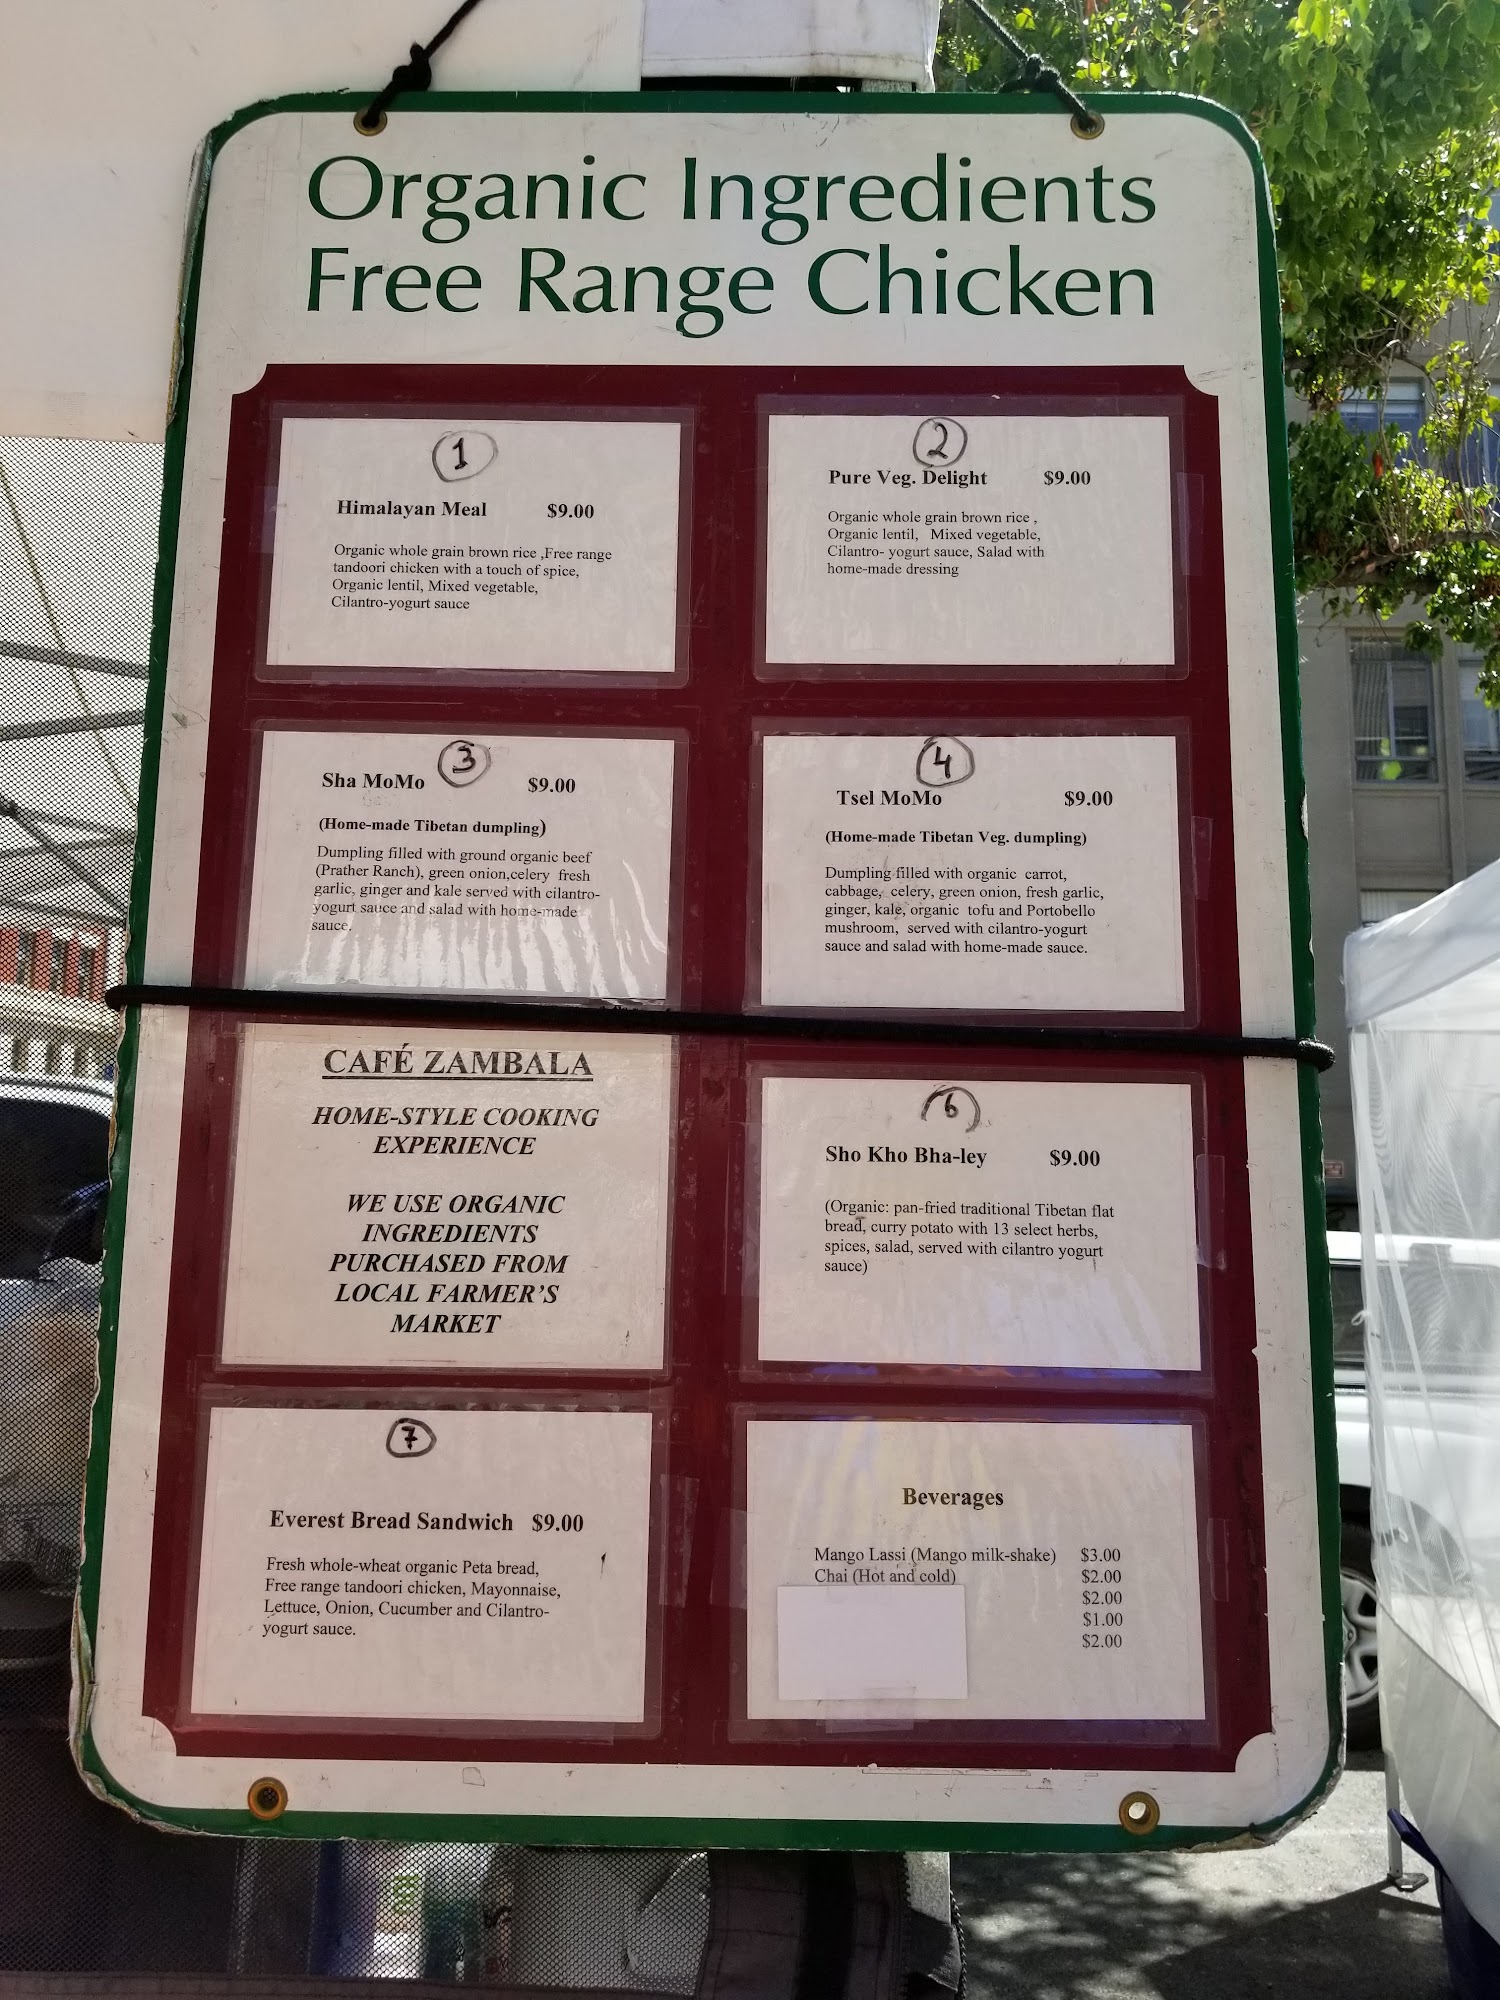 Organic Ingredients
Free Range Chicken
1
Himalayan Meal $9.00
Organic whole grain brown rice ,Free range
tandoori chicken with a touch of spice,
Organic lentil, Mixed vegetable,
Cilantro-yogurt sauce
2
Pure Veg. Delight $9.00
Organic whole grain brown rice ,
Organic lentil, Mixed vegetable,
Cilantro- yogurt sauce, Salad with
home-made dressing
3
Sha MoMo $9.00
(Home-made Tibetan dumpling)
Dumpling filled with ground organic beef
(Prather Ranch), green onion,celery fresh
garlic, ginger and kale served with cilantro-
yogurt sauce and salad with home-made
sauce.
4
Tsel MoMo $9.00
(Home-made Tibetan Veg. dumpling)
Dumpling filled with organic carrot,
cabbage, celery, green onion, fresh garlic,
ginger, kale, organic tofu and Portobello
mushroom, served with cilantro-yogurt
sauce and salad with home-made sauce.
CAFÉ ZAMBALA
HOME-STYLE COOKING
EXPERIENCE
WE USE ORGANIC
INGREDIENTS
PURCHASED FROM
LOCAL FARMER'S
MARKET
6
Sho Kho Bha-ley $9.00
(Organic: pan-fried traditional Tibetan flat
bread, curry potato with 13 select herbs,
spices, salad, served with cilantro yogurt
sauce)
7
Everest Bread Sandwich $9.00
Fresh whole-wheat organic Peta bread,
Free range tandoori chicken, Mayonnaise,
Lettuce, Onion, Cucumber and Cilantro-
yogurt sauce.
Beverages
Mango Lassi (Mango milk-shake) $3.00
Chai (Hot and cold) $2.00
$2.00
$1.00
$2.00